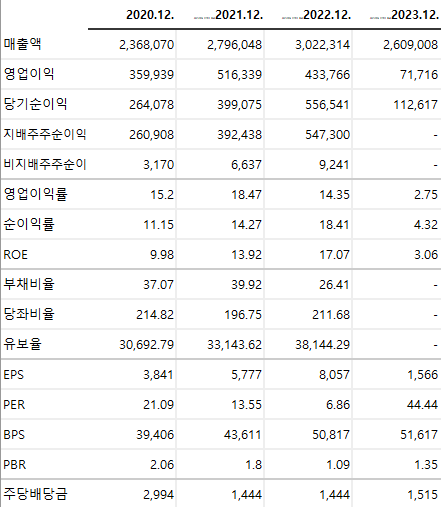 2020.12. 2021.12. 2022.12. 2023.12.
매출액 2,368,070 2,796,048 3,022,314 2,609,008
영업이익 359,939 516,339 433,766 71,716
당기순이익 264,078 399,075 556,541 112,617
지배주주순이익 260,908 392,438 547,300 -
비지배주주순이 3,170 6,637 9,241 -
영업이익률 15.2 18.47 14.35 2.75
순이익률 11.15 14.27 18.41 4.32
ROE 9.98 13.92 17.07 3.06
부채비율 37.07 39.92 26.41 -
당좌비율 214.82 196.75 211.68 -
유보율 30,692.79 33,143.62 38,144.29 -
EPS 3,841 5,777 8,057 1,566
PER 21.09 13.55 6.86 44.44
BPS 39,406 43,611 50,817 51,617
PBR 2.06 1.8 1.09 1.35
주당배당금 2,994 1,444 1,444 1,515